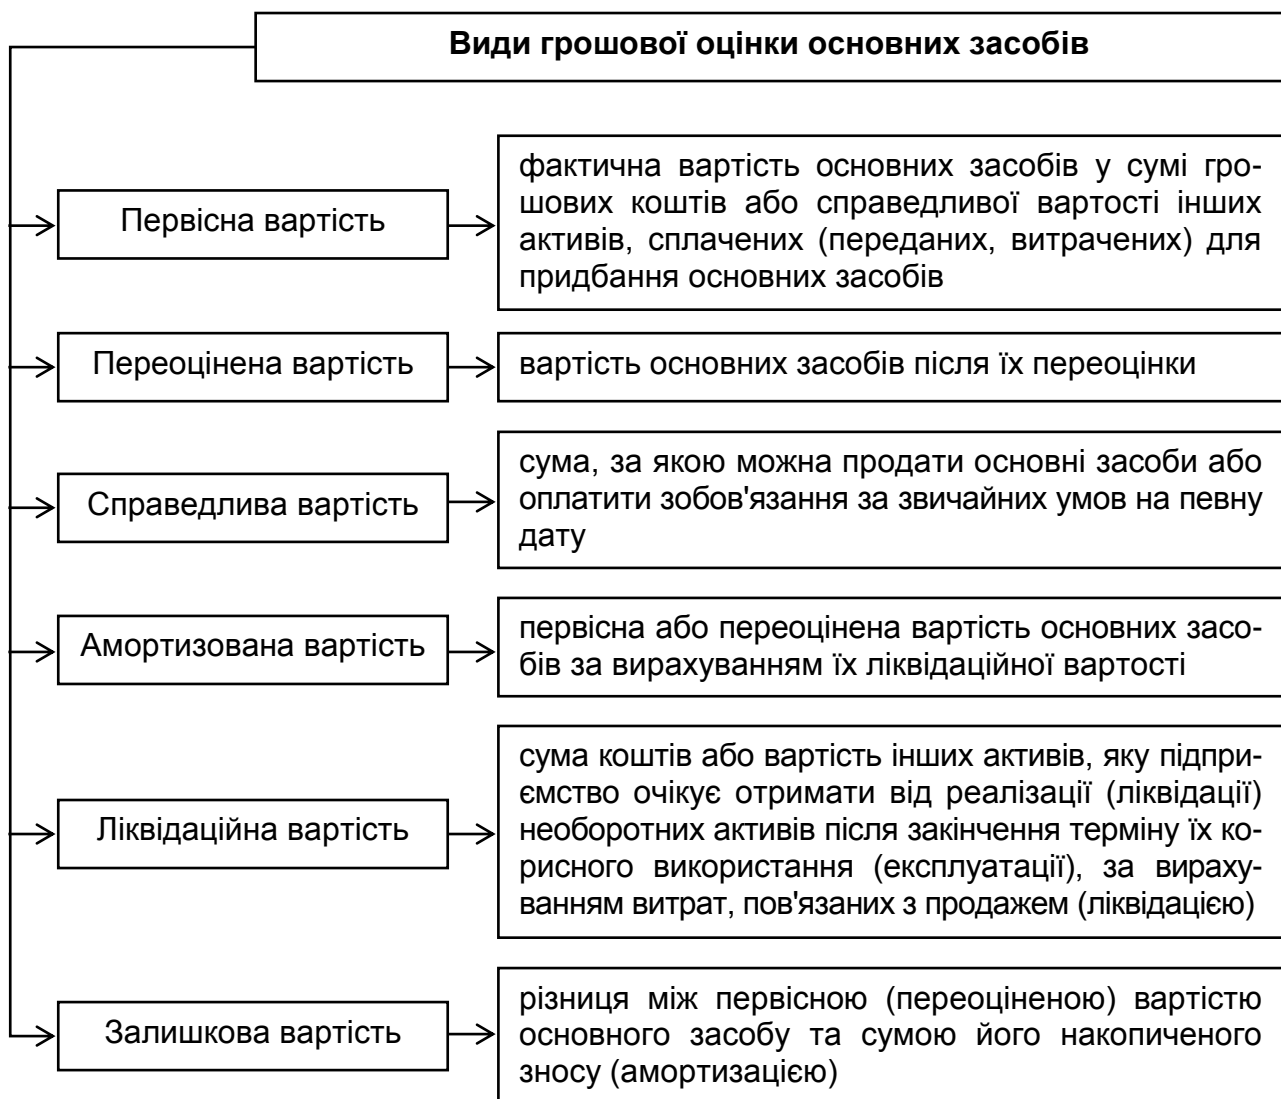 Види грошової оцінки основних засобів
Первісна вартість
фактична вартість основних засобів у сумі гро-
шових коштів або справедливої вартості інших
активів, сплачених (переданих, витрачених) для
придбання основних засобів
Переоцінена вартість
вартість основних засобів після їх переоцінки
Справедлива вартість
сума, за якою можна продати основні засоби або
оплатити зобов'язання за звичайних умов на певну
дату
Амортизована вартість
первісна або переоцінена вартість основних засо-
бів за вирахуванням їх ліквідаційної вартості
Ліквідаційна вартість
сума коштів або вартість інших активів, яку підпри-
ємство очікує отримати від реалізації (ліквідації)
необоротних активів після закінчення терміну їх ко-
рисного використання (експлуатації), за вираху-
ванням витрат, пов'язаних з продажем (ліквідацією)
Залишкова вартість
різниця між первісною (переоціненою) вартістю
основного засобу та сумою його накопиченого
зносу (амортизацією)